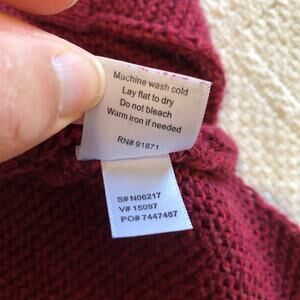 Machine wash cold
Lay flat to dry
Do not bleach
Warm iron if needed
RN# 91871
S# N06217
V# 15097
PO# 7447487